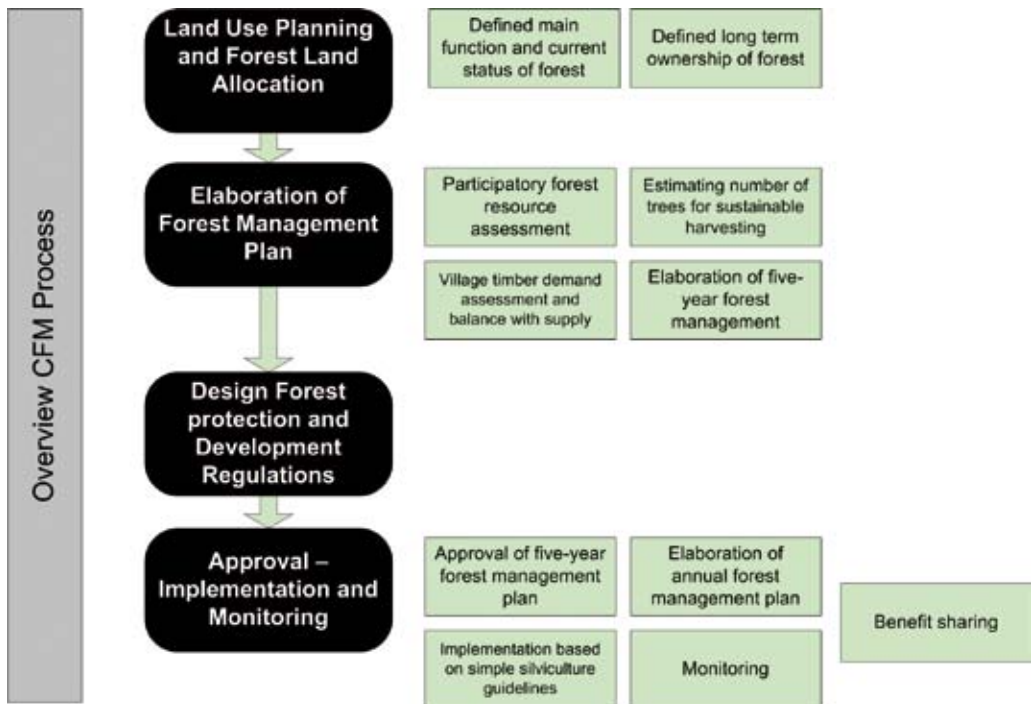 Overview CFM Process
Land Use Planning
and Forest Land
Allocation
Defined main
function and current
status of forest
Defined long term
ownership of forest
Elaboration of
Forest Management
Plan
Participatory forest
resource
assessment
Estimating number of
trees for sustainable
harvesting
Village timber demand
assessment and
balance with supply
Elaboration of five-
year forest
management
Design Forest
protection and
Development
Regulations
Approval –
Implementation and
Monitoring
Approval of five-year
forest management
plan
Elaboration of
annual forest
management plan
Implementation based
on simple silviculture
guidelines
Monitoring
Benefit sharing